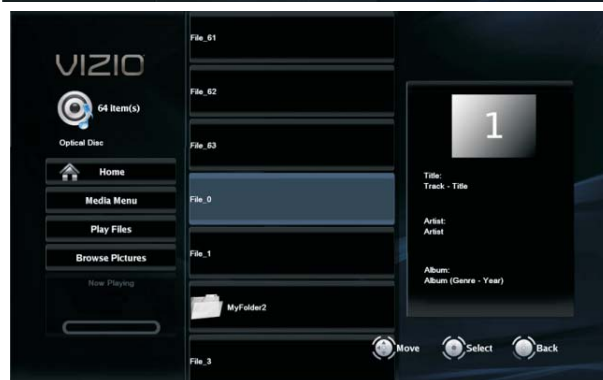 VIZIO
64 Item(s)
Optical Disc
Home
Media Menu
Play Files
Browse Pictures
Now Playing
File_61
File_62
File_63
File_0
File_1
MyFolder2
File_3
1
Title:
Track - Title
Artist:
Artist
Album:
Album (Genre - Year)
Move
Select
Back